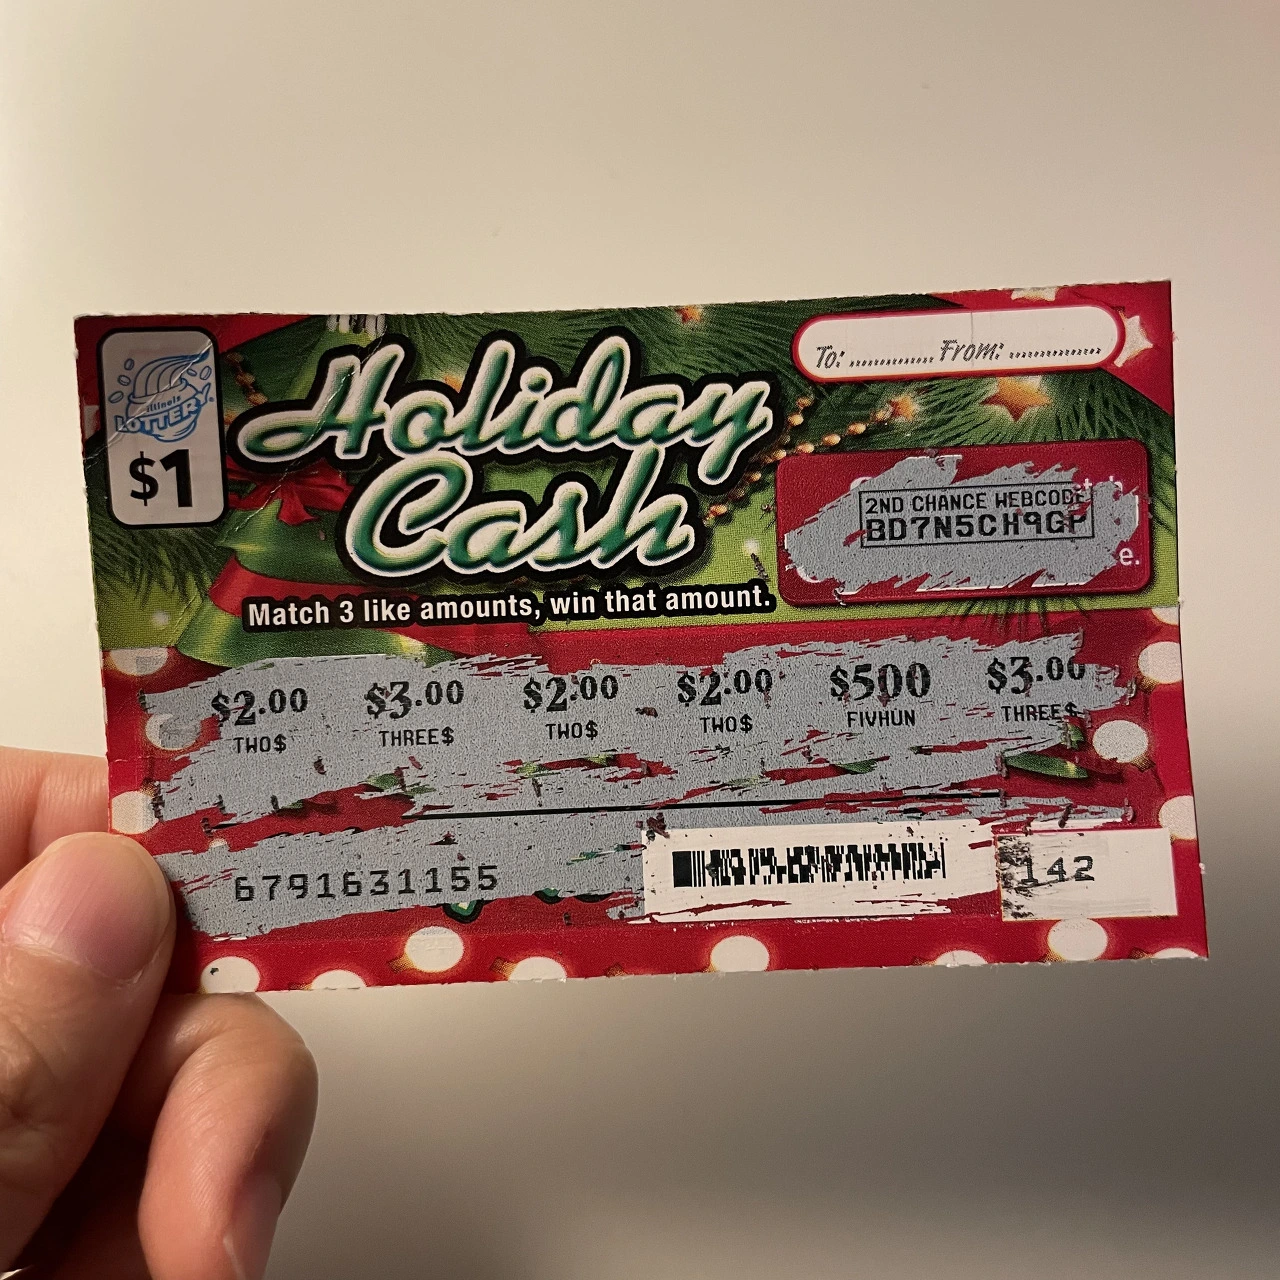 To: ............. From: ..............
Illinois
LOTTERY
$1
Holiday
Cash
2ND CHANCE WEBCODE
BD7N5CH9GP
e.
Match 3 like amounts, win that amount.
$2.00 $3.00 $2.00 $2.00 $500 $3.00
TWO$ THREE$ TWO$ TWO$ FIVHUN THREE$
6791631155
142